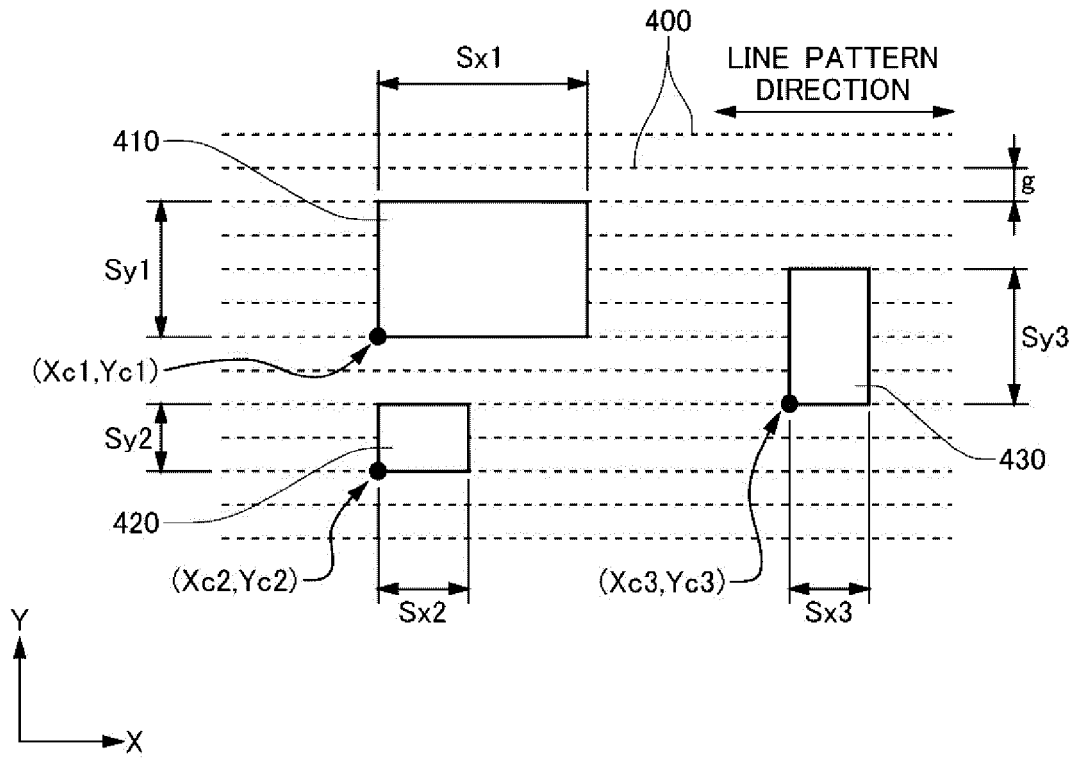 400
Sx1
LINE PATTERN
DIRECTION
410
g
Sy1
Sy3
(Xc1,Yc1)
Sy2
430
420
(Xc2,Yc2)
(Xc3,Yc3)
Sx2
Sx3
Y
X